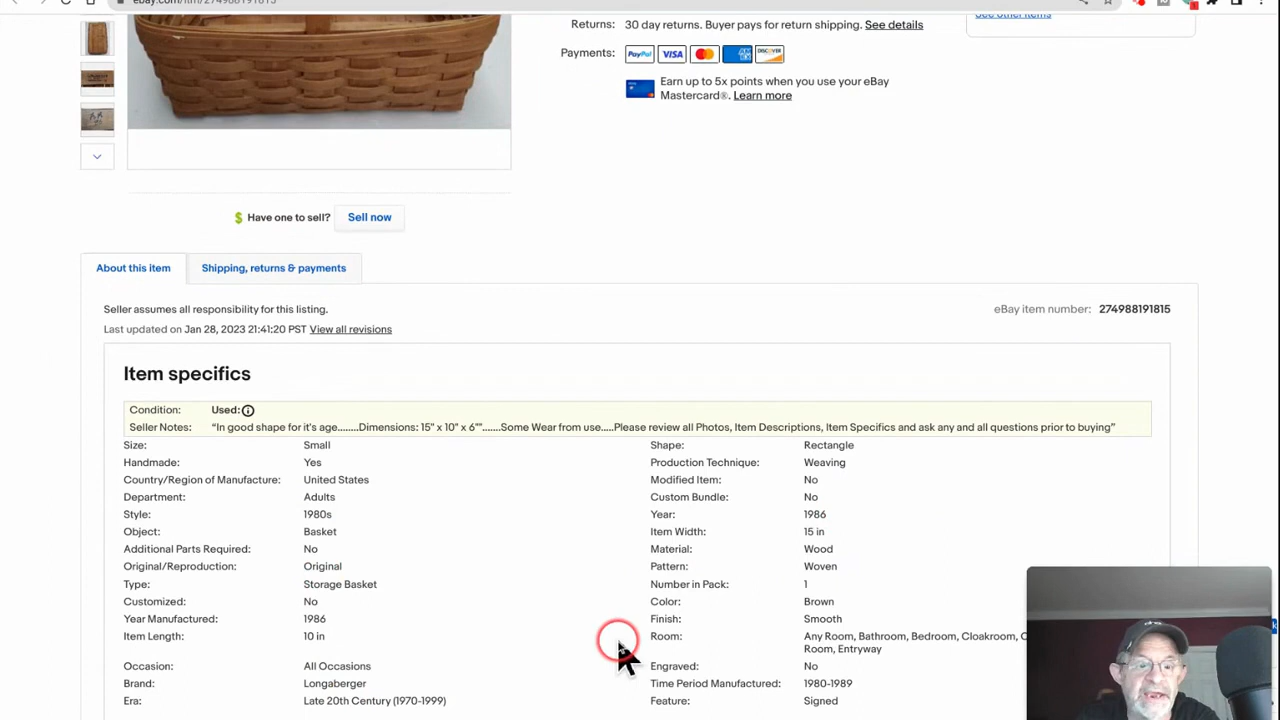 Returns: 30 day returns. Buyer pays for return shipping. See details
Payments: PayPal VISA DISCOVER
Earn up to 5x points when you use your eBay
Mastercard®. Learn more
Have one to sell? Sell now
About this item Shipping, returns & payments
Seller assumes all responsibility for this listing. eBay item number: 274988191815
Last updated on Jan 28, 2023 21:41:20 PST View all revisions
Item specifics
Condition: Used:
Seller Notes: “In good shape for it's age........Dimensions: 15" x 10" x 6"".......Some Wear from use.....Please review all Photos, Item Descriptions, Item Specifics and ask any and all questions prior to buying”
Size: Small Shape: Rectangle
Handmade: Yes Production Technique: Weaving
Country/Region of Manufacture: United States Modified Item: No
Department: Adults Custom Bundle: No
Style: 1980s Year: 1986
Object: Basket Item Width: 15 in
Additional Parts Required: No Material: Wood
Original/Reproduction: Original Pattern: Woven
Type: Storage Basket Number in Pack: 1
Customized: No Color: Brown
Year Manufactured: 1986 Finish: Smooth
Item Length: 10 in Room: Any Room, Bathroom, Bedroom, Cloakroom,
Room, Entryway
Occasion: All Occasions Engraved: No
Brand: Longaberger Time Period Manufactured: 1980-1989
Era: Late 20th Century (1970-1999) Feature: Signed